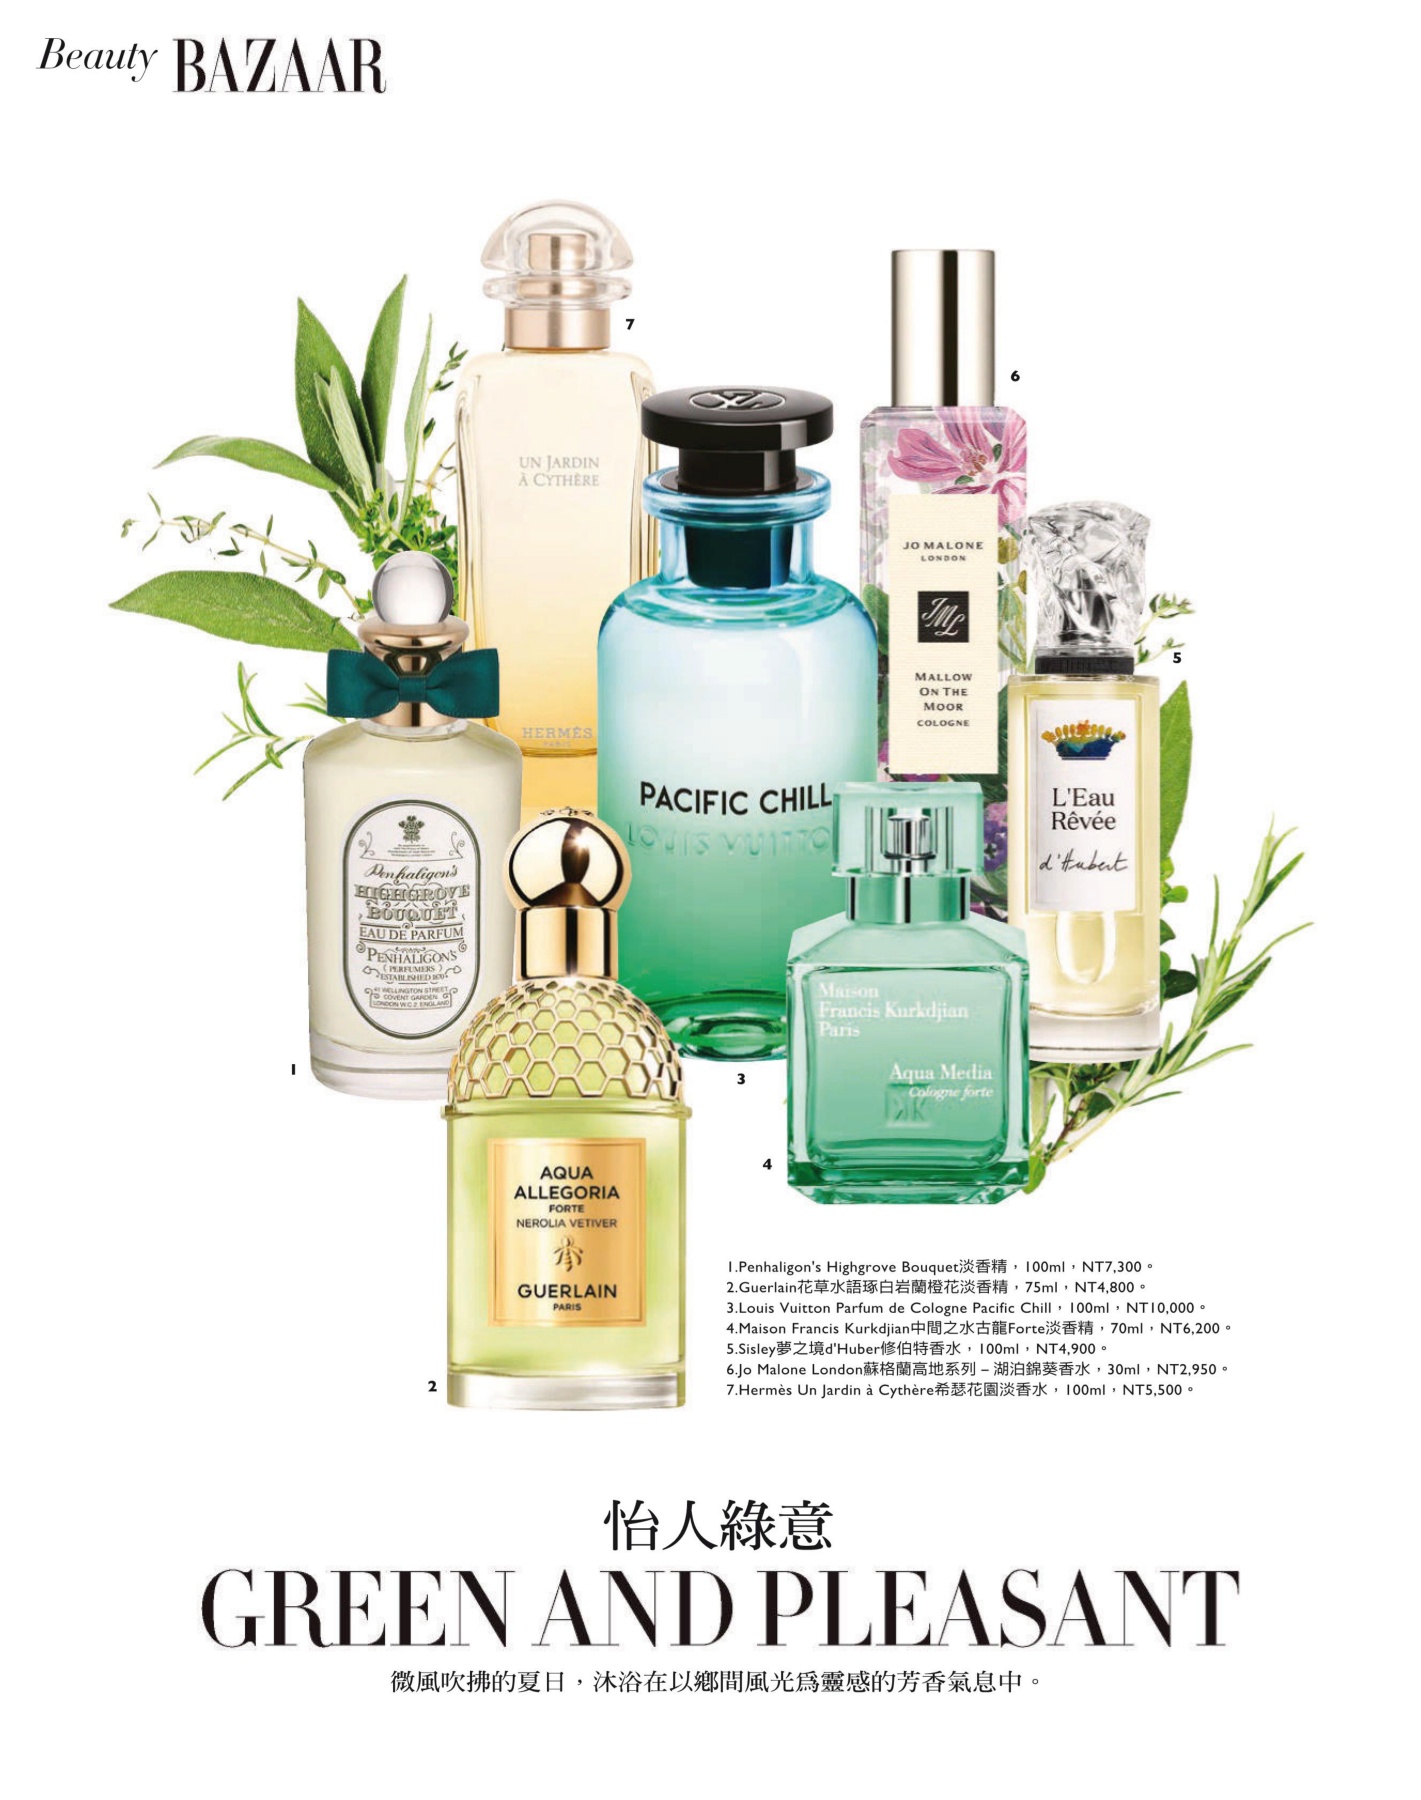 Beauty BAZAAR
7
6
UN JARDIN
À CYTHÈRE
JO MALONE
LONDON
JML
5
MALLOW
ON THE
MOOR
COLOGNE
HERMÈS
PARIS
PACIFIC CHILL
LOUIS VUITTO
L'Eau
Rêvée
d'Hubert
Penhaligon's
HIGHGROVE
BOUQUET
EAU DE PARFUM
PENHALIGON'S
PERFUMERS
ESTABLISHED 1870
41 WELLINGTON STREET
COVENT GARDEN
LONDON W.C.2 ENGLAND
Maison
Francis Kurkdjian
Paris
Aqua Media
Cologne forte
1
3
4
AQUA
ALLEGORIA
FORTE
NEROLIA VETIVER
GUERLAIN
PARIS
2
1.Penhaligon's Highgrove Bouquet淡香精，100ml，NT7,300。
2.Guerlain花草水語琢白岩蘭橙花淡香精，75ml，NT4,800。
3.Louis Vuitton Parfum de Cologne Pacific Chill，100ml，NT10,000。
4.Maison Francis Kurkdjian中間之水古龍Forte淡香精，70ml，NT6,200。
5.Sisley夢之境d'Huber修伯特香水，100ml，NT4,900。
6.Jo Malone London蘇格蘭高地系列 – 湖泊錦葵香水，30ml，NT2,950。
7.Hermès Un Jardin à Cythère希瑟花園淡香水，100ml，NT5,500。
怡人綠意
GREEN AND PLEASANT
微風吹拂的夏日，沐浴在以鄉間風光為靈感的芳香氣息中。